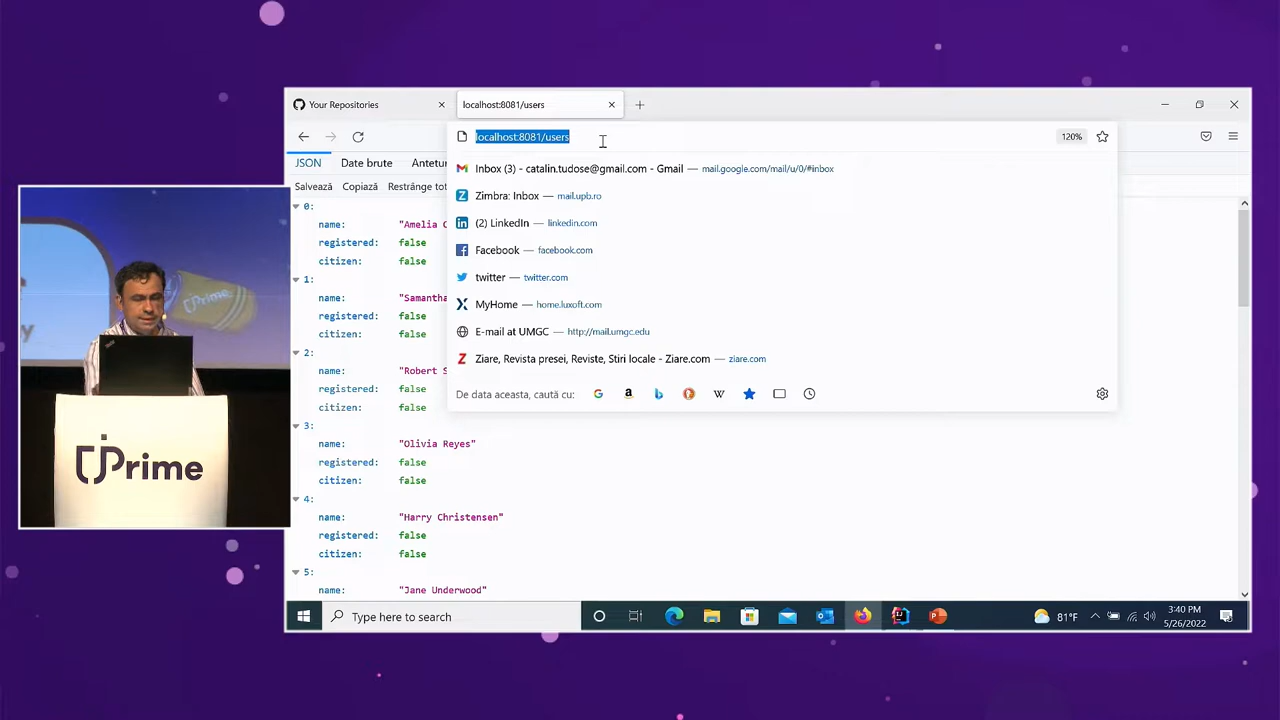 Your Repositories
localhost:8081/users
localhost:8081/users
120%
JSON
Date brute
Antetur
Salvează
Copiază
Restrânge tot
Inbox (3) - catalin.tudose@gmail.com - Gmail — mail.google.com/mail/u/0/#inbox
Zimbra: Inbox — mail.upb.ro
(2) LinkedIn — linkedin.com
Facebook — facebook.com
twitter — twitter.com
MyHome — home.luxoft.com
E-mail at UMGC — http://mail.umgc.edu
Ziare, Revista presei, Reviste, Stiri locale - Ziare.com — ziare.com
De data aceasta, caută cu:
0:
name: "Amelia C
registered: false
citizen: false
1:
name: "Samantha
registered: false
citizen: false
2:
name: "Robert S
registered: false
citizen: false
3:
name: "Olivia Reyes"
registered: false
citizen: false
4:
name: "Harry Christensen"
registered: false
citizen: false
5:
name: "Jane Underwood"
Type here to search
81°F
3:40 PM
5/26/2022
jPrime